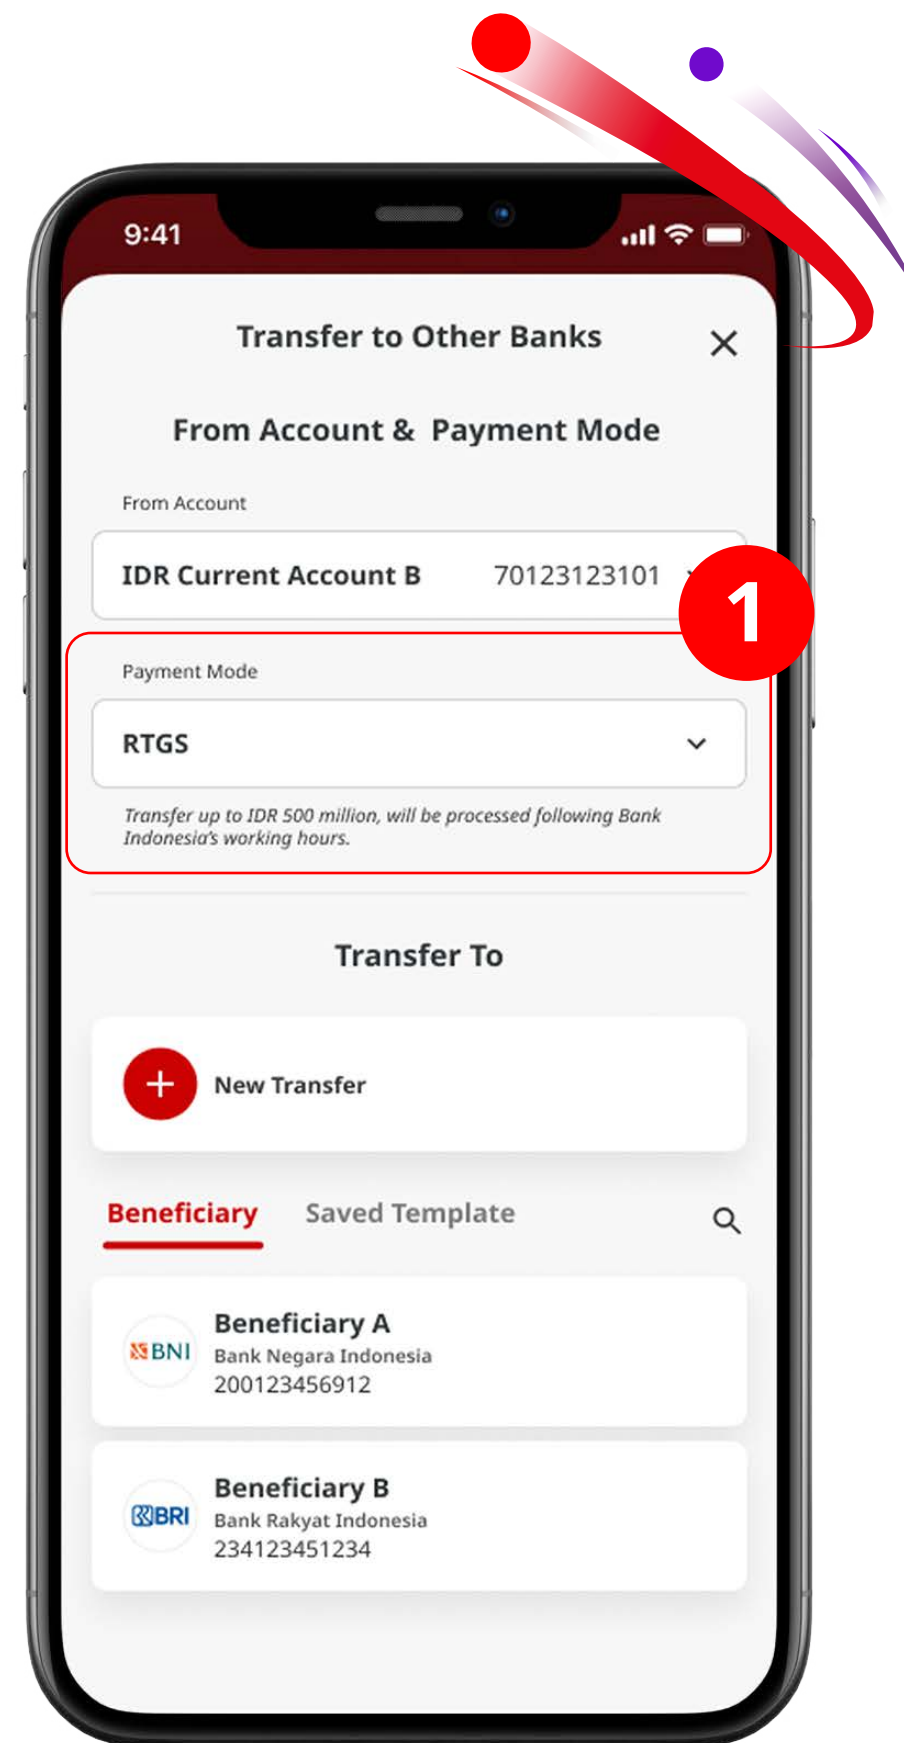 9:41
Transfer to Other Banks
From Account & Payment Mode
From Account
IDR Current Account B 70123123101
1
Payment Mode
RTGS
Transfer up to IDR 500 million, will be processed following Bank
Indonesia's working hours.
Transfer To
New Transfer
Beneficiary Saved Template
Beneficiary A
BNI
Bank Negara Indonesia
200123456912
Beneficiary B
BRI
Bank Rakyat Indonesia
234123451234